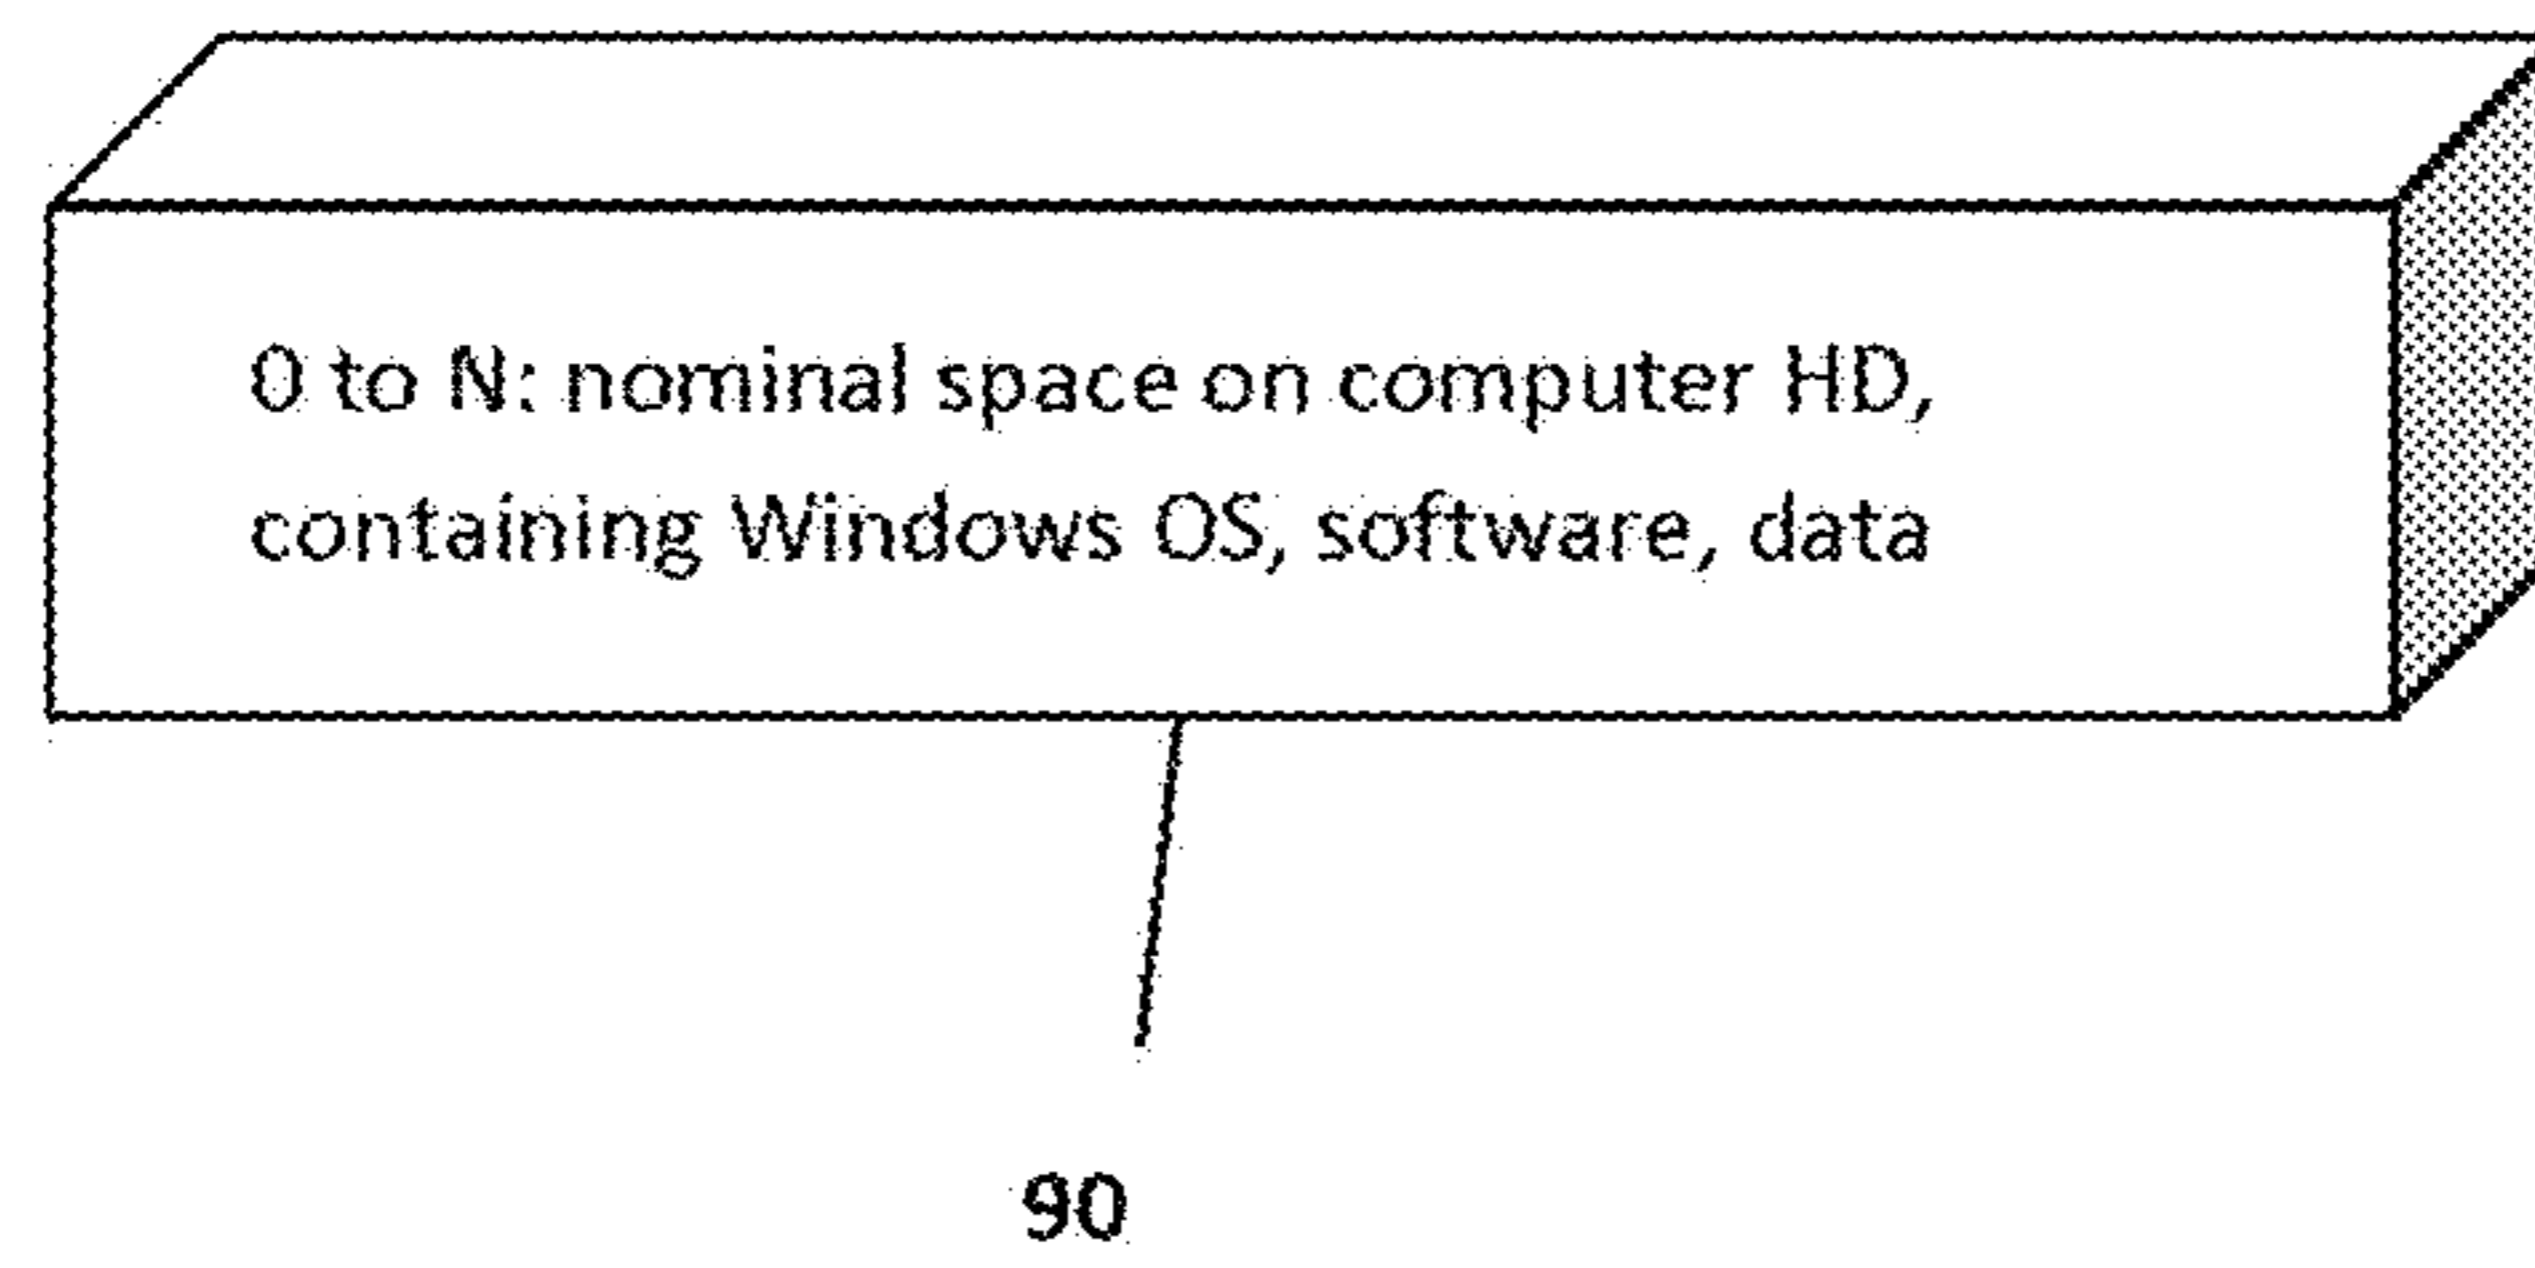 0 to N: nominal space on computer HD,
containing Windows OS, software, data
90